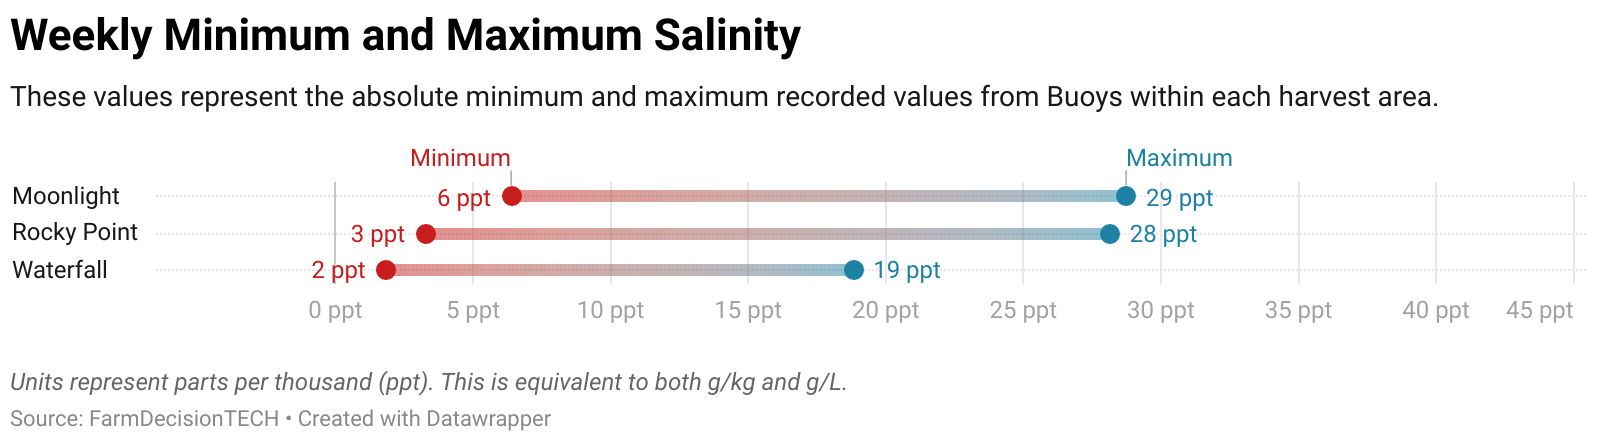 Weekly Minimum and Maximum Salinity
These values represent the absolute minimum and maximum recorded values from Buoys within each harvest area.
Minimum Maximum
Moonlight 6 ppt 29 ppt
Rocky Point 3 ppt 28 ppt
Waterfall 2 ppt 19 ppt
0 ppt 5 ppt 10 ppt 15 ppt 20 ppt 25 ppt 30 ppt 35 ppt 40 ppt 45 ppt
Units represent parts per thousand (ppt). This is equivalent to both g/kg and g/L.
Source: FarmDecisionTECH • Created with Datawrapper